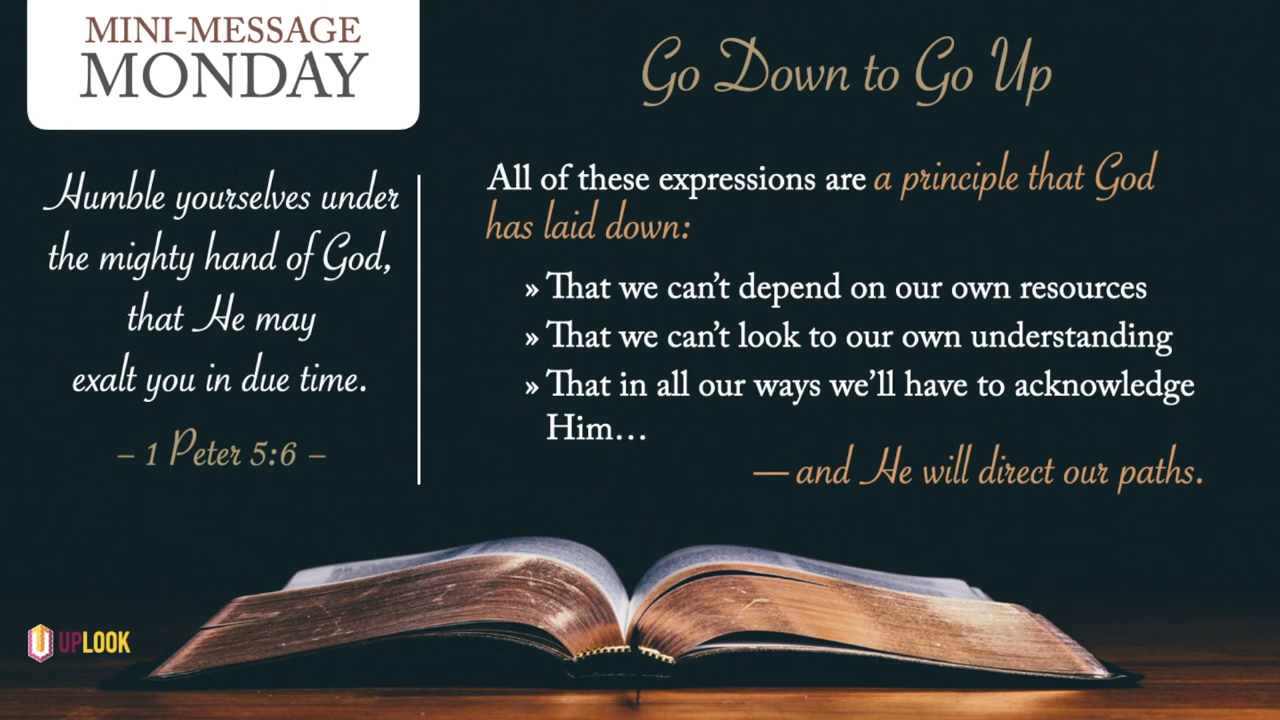 MINI-MESSAGE
MONDAY
Go Down to Go Up
Humble yourselves under
the mighty hand of God,
that He may
exalt you in due time.
– 1 Peter 5:6 –
All of these expressions are a principle that God
has laid down:
» That we can’t depend on our own resources
» That we can’t look to our own understanding
» That in all our ways we’ll have to acknowledge
Him…
— and He will direct our paths.
UPLOOK